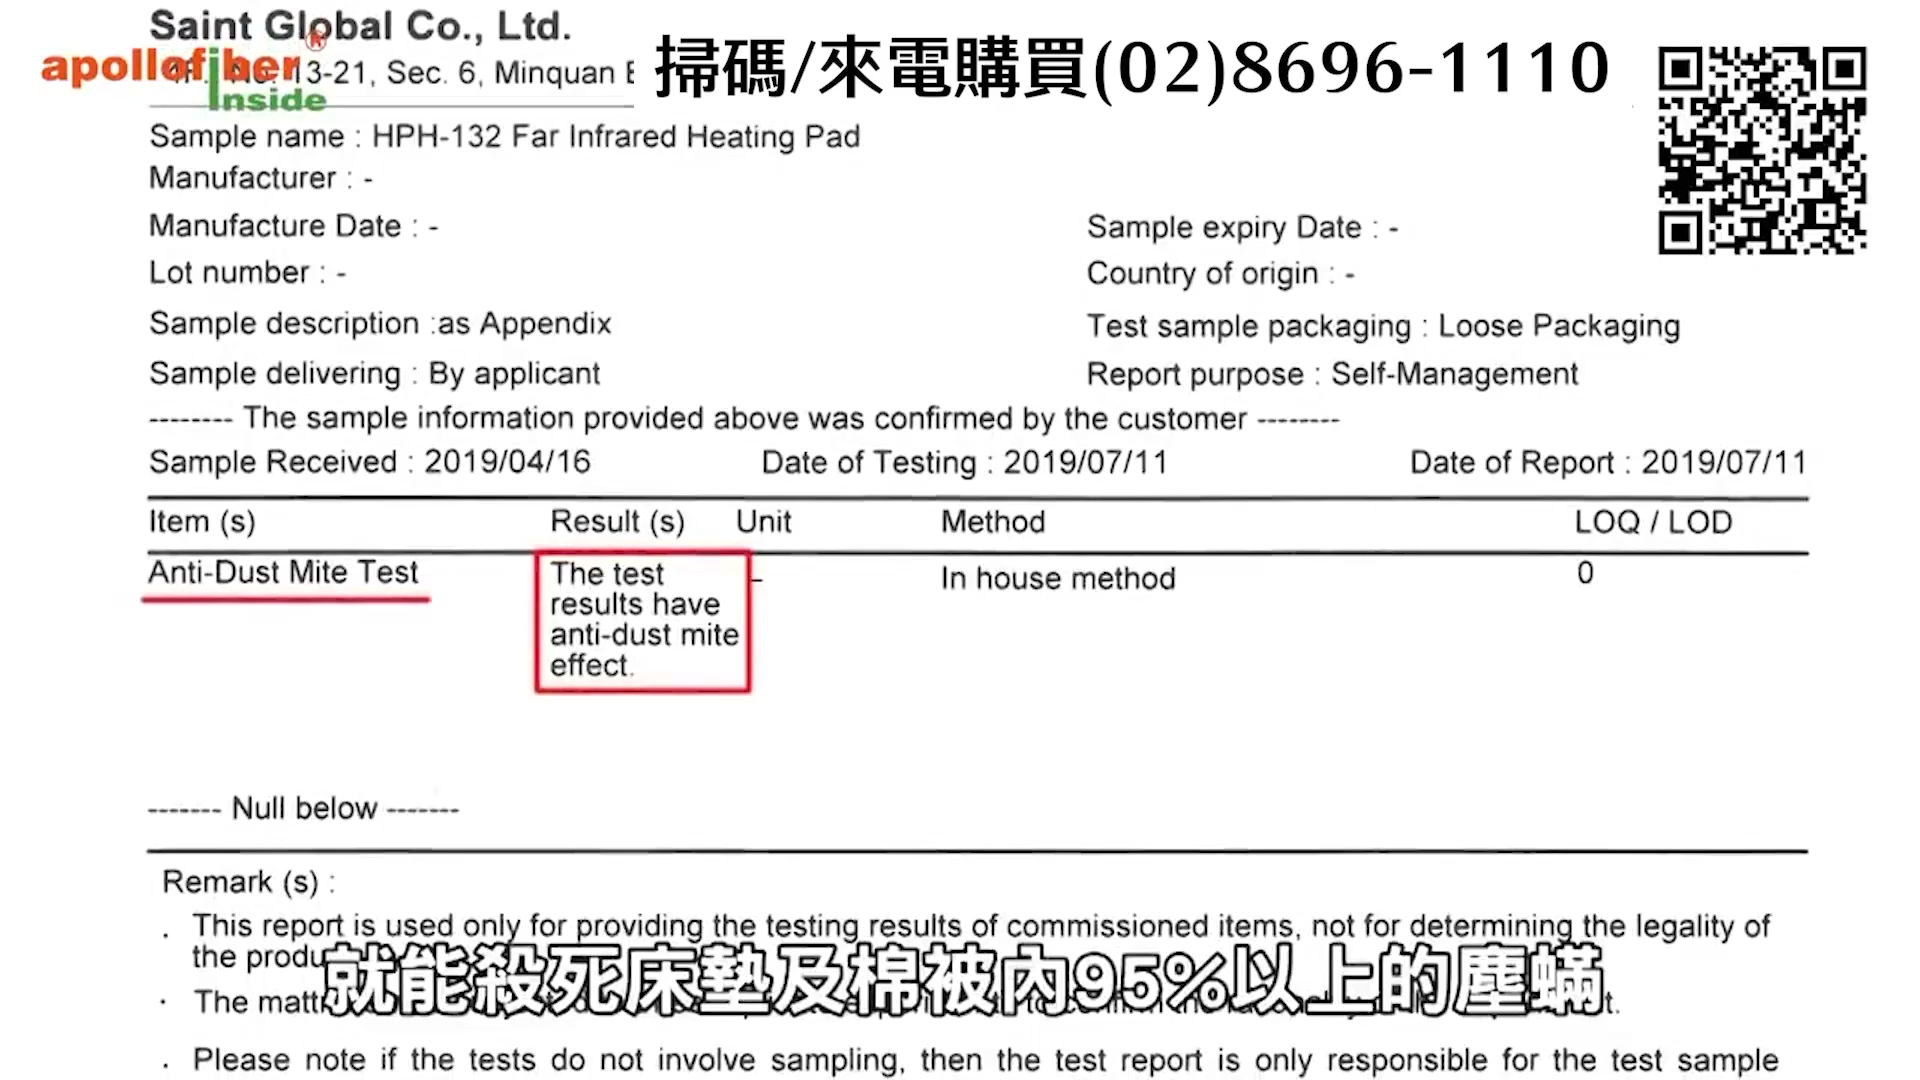 Saint Global Co., Ltd.
apollofiber®
Inside
13-21, Sec. 6, Minquan E
掃碼/來電購買(02)8696-1110
Sample name : HPH-132 Far Infrared Heating Pad
Manufacturer : -
Manufacture Date : -
Sample expiry Date : -
Lot number : -
Country of origin : -
Sample description :as Appendix
Test sample packaging : Loose Packaging
Sample delivering : By applicant
Report purpose : Self-Management
-------- The sample information provided above was confirmed by the customer --------
Sample Received : 2019/04/16 Date of Testing : 2019/07/11 Date of Report : 2019/07/11
Item (s) Result (s) Unit Method LOQ / LOD
Anti-Dust Mite Test The test - In house method 0
results have
anti-dust mite
effect.
------- Null below -------
Remark (s) :
. This report is used only for providing the testing results of commissioned items, not for determining the legality of
the produ
· The matt
就能殺死床墊及棉被內95%以上的塵蟎
. Please note if the tests do not involve sampling, then the test report is only responsible for the test sample